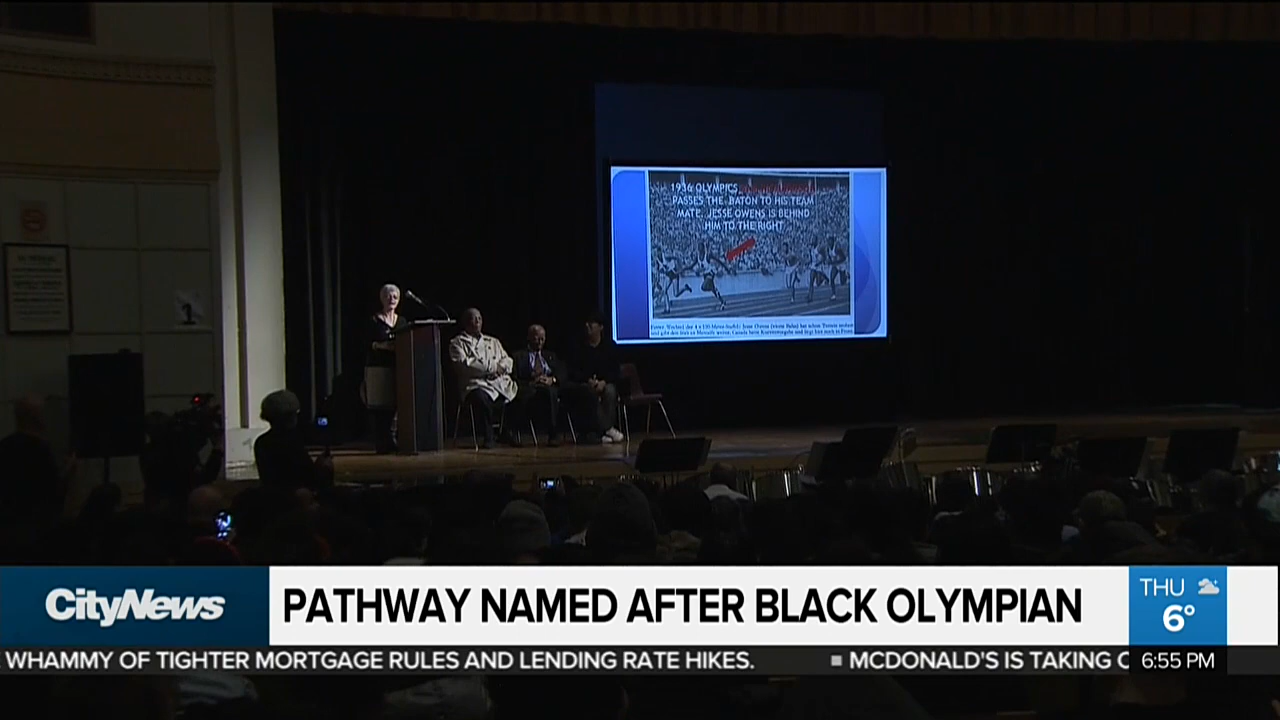 1936 OLYMPICS
PASSES THE BATON TO HIS TEAM
MATE. JESSE OWENS IS BEHIND
HIM TO THE RIGHT
1
CityNews
PATHWAY NAMED AFTER BLACK OLYMPIAN
THU
6°
WHAMMY OF TIGHTER MORTGAGE RULES AND LENDING RATE HIKES.
MCDONALD'S IS TAKING
6:55 PM